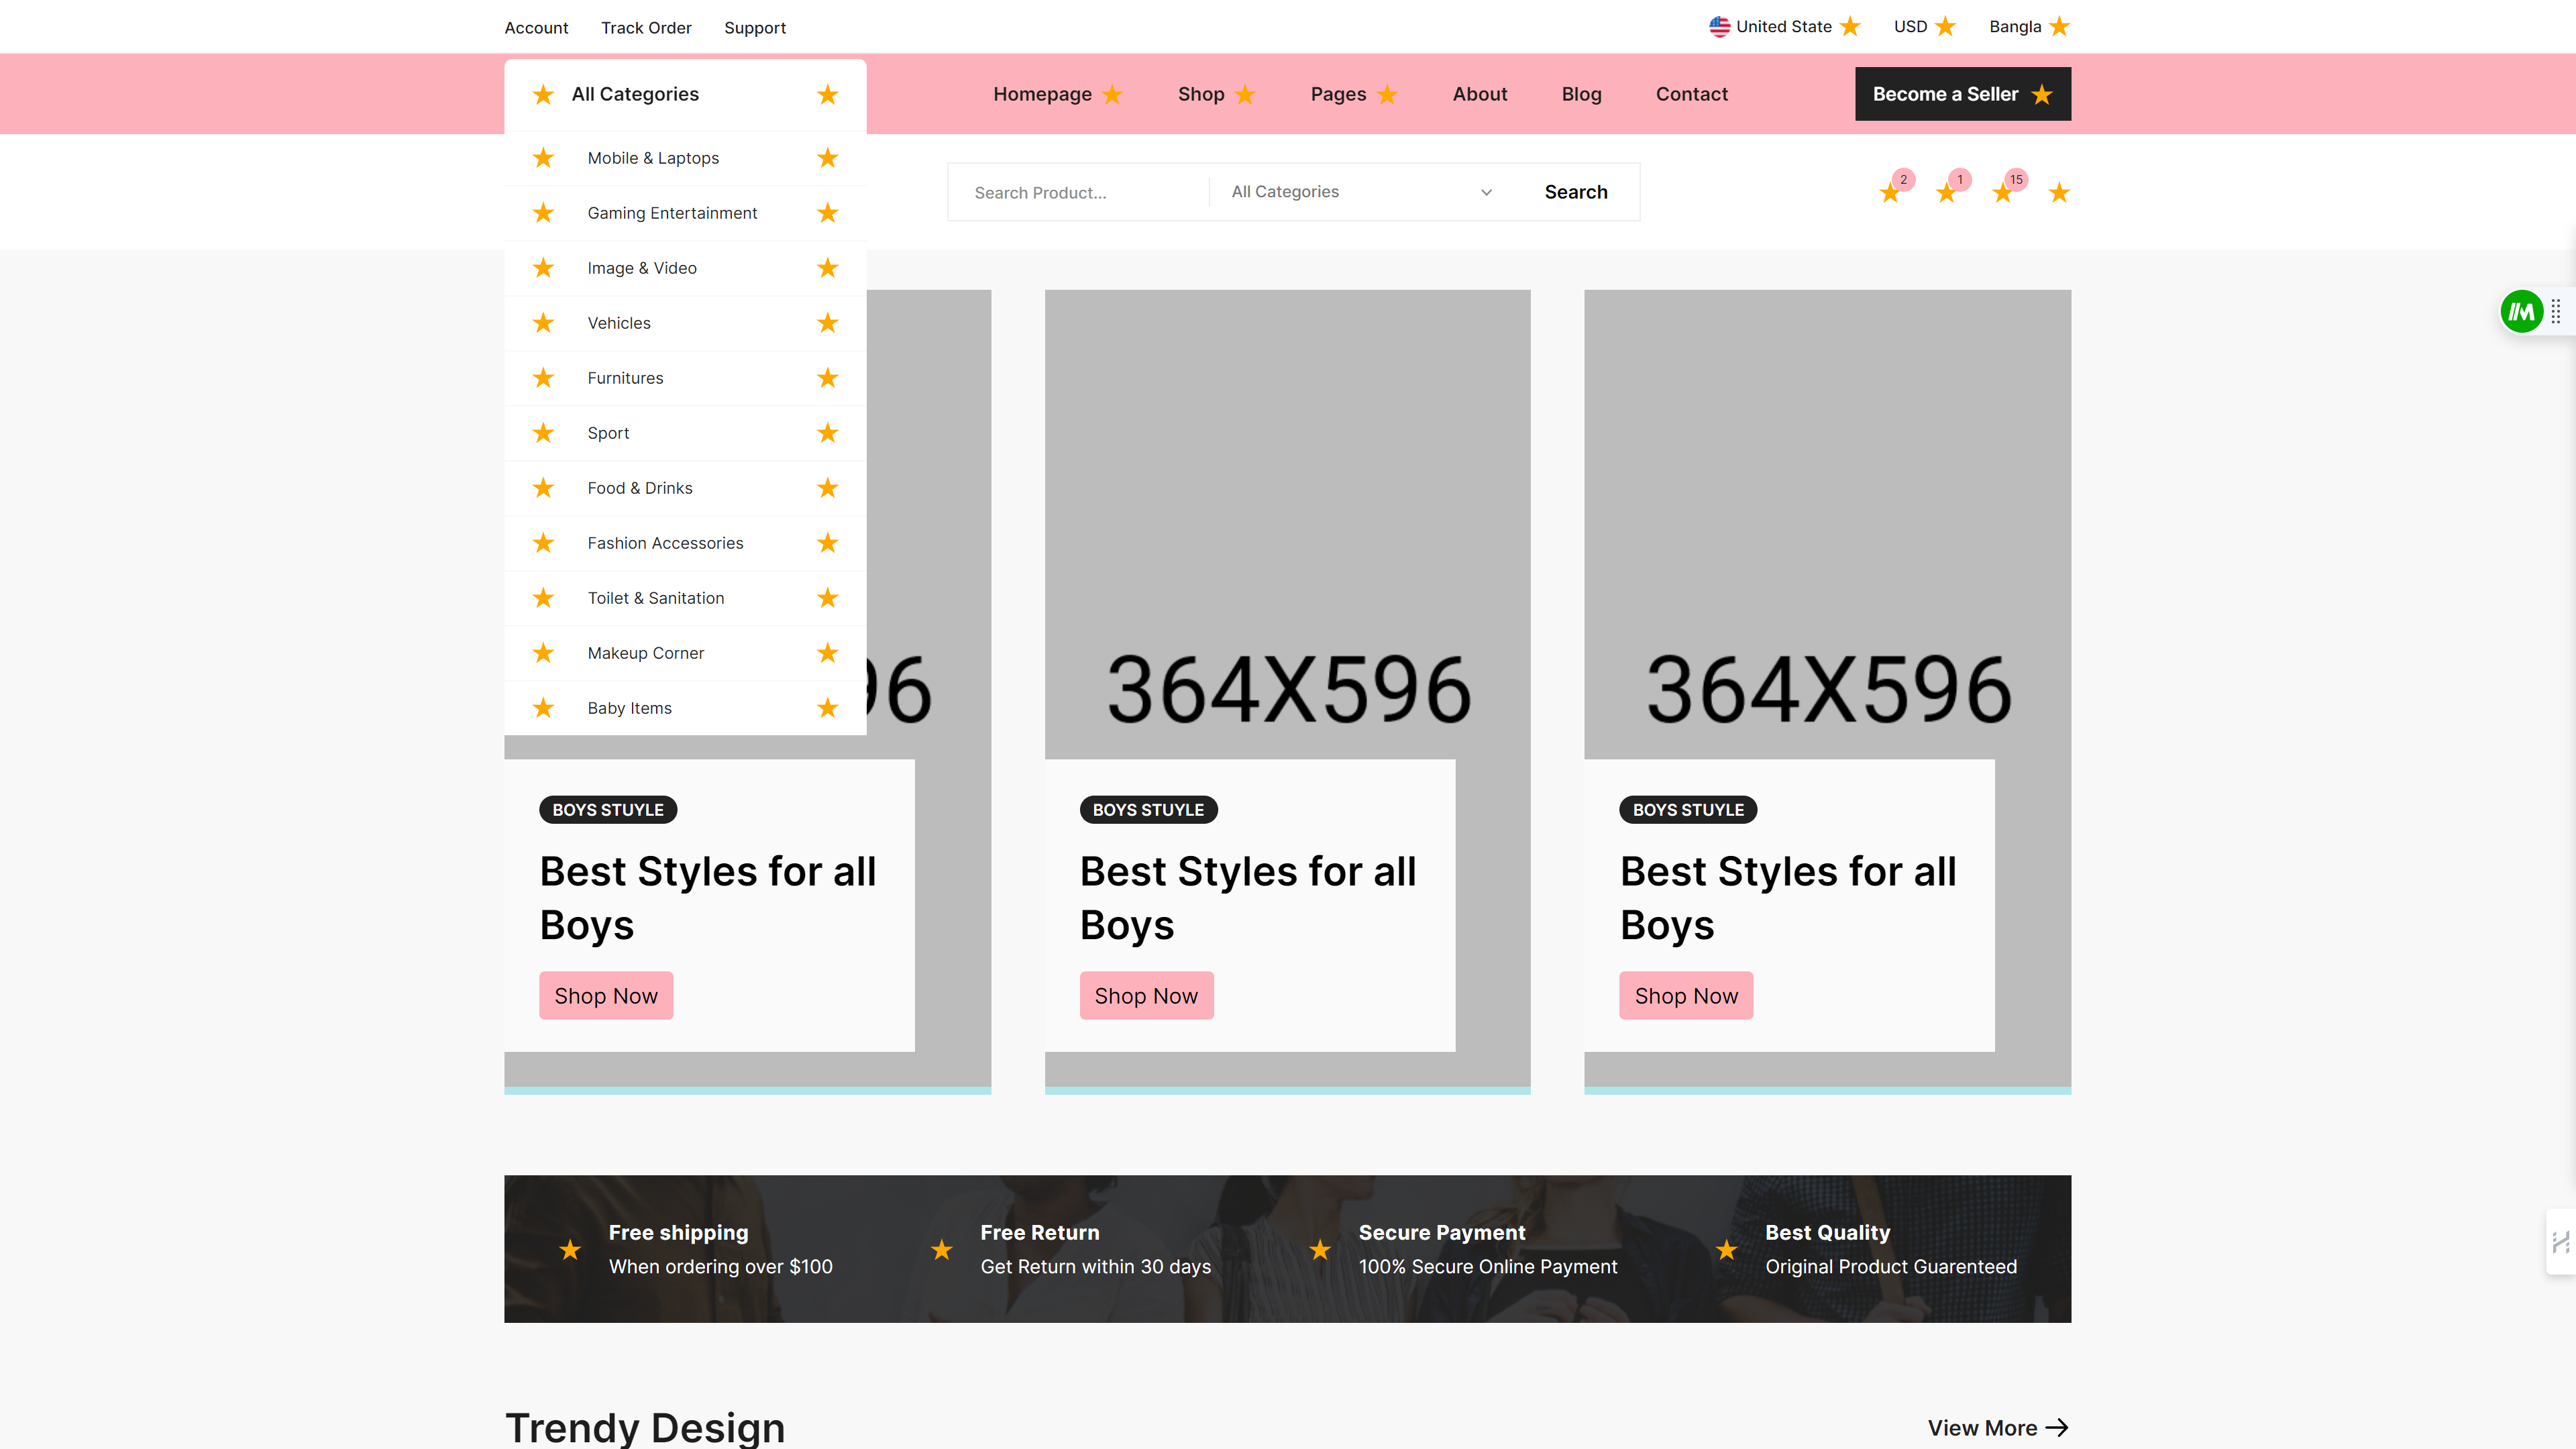 Account Track Order Support
United State USD Bangla
All Categories
Homepage Shop Pages About Blog Contact
Become a Seller
Mobile & Laptops
Search Product... All Categories Search
2 1 15
Gaming Entertainment
Image & Video
Vehicles
Furnitures
Sport
Food & Drinks
Fashion Accessories
Toilet & Sanitation
Makeup Corner
Baby Items
96 364X596 364X596
BOYS STUYLE
Best Styles for all
Boys
Shop Now
BOYS STUYLE
Best Styles for all
Boys
Shop Now
BOYS STUYLE
Best Styles for all
Boys
Shop Now
Free shipping
When ordering over $100
Free Return
Get Return within 30 days
Secure Payment
100% Secure Online Payment
Best Quality
Original Product Guarenteed
Trendy Design
View More